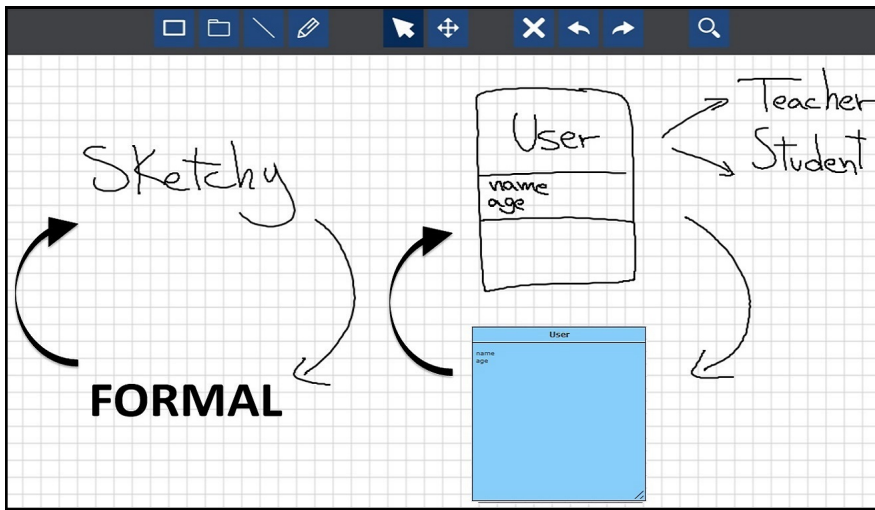 Sketchy
FORMAL
User
name
age
Teacher
Student
User
name
age